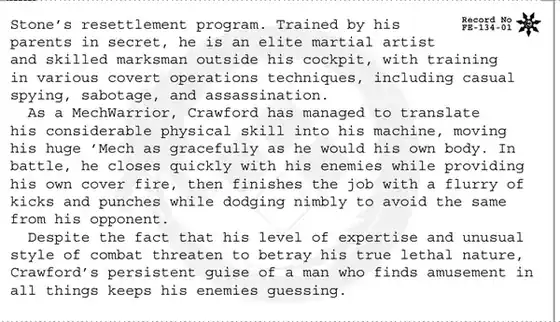 Stone's resettlement program. Trained by his
parents in secret, he is an elite martial artist
and skilled marksman outside his cockpit, with training
in various covert operations techniques, including casual
spying, sabotage, and assassination.
As a MechWarrior, Crawford has managed to translate
his considerable physical skill into his machine, moving
his huge ‘Mech as gracefully as he would his own body. In
battle, he closes quickly with his enemies while providing
his own cover fire, then finishes the job with a flurry of
kicks and punches while dodging nimbly to avoid the same
from his opponent.
Despite the fact that his level of expertise and unusual
style of combat threaten to betray his true lethal nature,
Crawford's persistent guise of a man who finds amusement in
all things keeps his enemies guessing.
Record No
FE-134-01